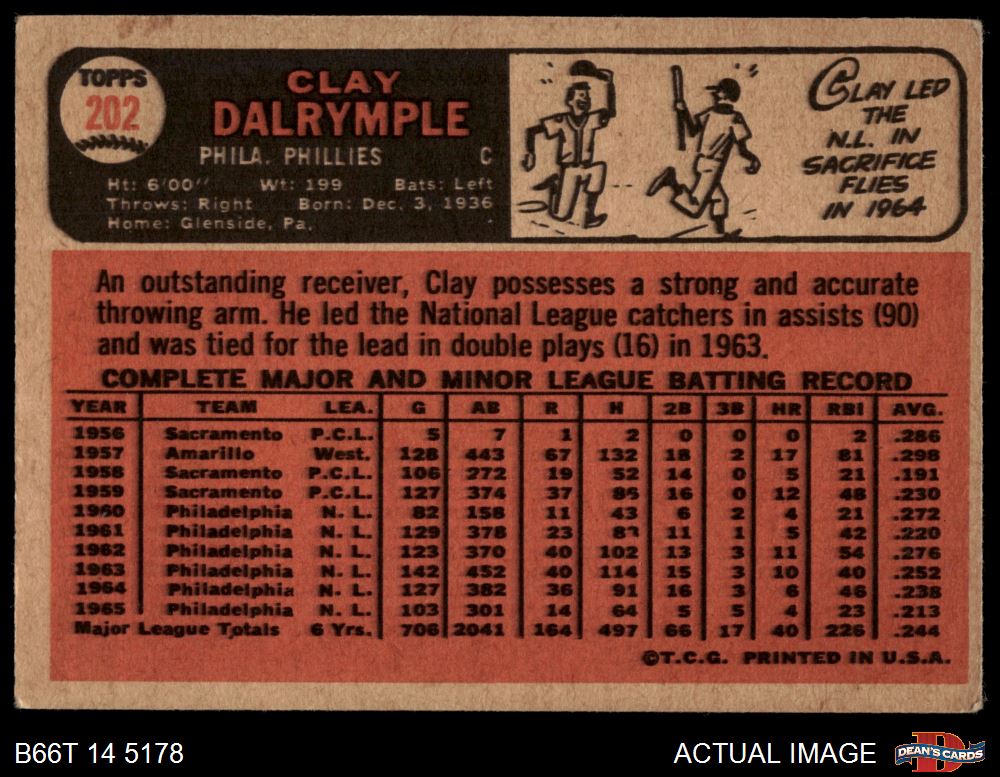 TOPPS
202
CLAY
DALRYMPLE
PHILA. PHILLIES C
Ht: 6'00" Wt: 199 Bats: Left
Throws: Right Born: Dec. 3, 1936
Home: Glenside, Pa.
CLAY LED
THE
N.L. IN
SACRIFICE
FLIES
IN 1964
An outstanding receiver, Clay possesses a strong and accurate
throwing arm. He led the National League catchers in assists (90)
and was tied for the lead in double plays (16) in 1963.
COMPLETE MAJOR AND MINOR LEAGUE BATTING RECORD
YEAR TEAM LEA. G AB R H 2B 3B HR RBI AVG.
1956 Sacramento P.C.L. 5 7 1 2 0 0 0 2 .286
1957 Amarillo West. 128 443 67 132 18 2 17 81 .298
1958 Sacramento P.C.L. 106 272 19 52 14 0 5 21 .191
1959 Sacramento P.C.L. 127 374 37 86 16 0 12 48 .230
1960 Philadelphia N. L. 82 158 11 43 6 2 4 21 .272
1961 Philadelphia N. L. 129 378 23 11 1 5 42 .220
1962 Philadelphia N. L. 123 370 40 102 13 3 11 54 .276
1963 Philadelphia N. L. 142 452 40 114 15 3 10 40 .252
1964 Philadelphia N. L. 127 382 36 91 16 3 6 46 .238
1965 Philadelphia N. L. 103 301 14 64 5 5 4 23 .213
Major League Totals 6 Yrs. 706 2041 164 497 66 17 40 226 .244
©T.C.G. PRINTED IN U.S.A.
B66T 14 5178
ACTUAL IMAGE
DEAN'S CARDS